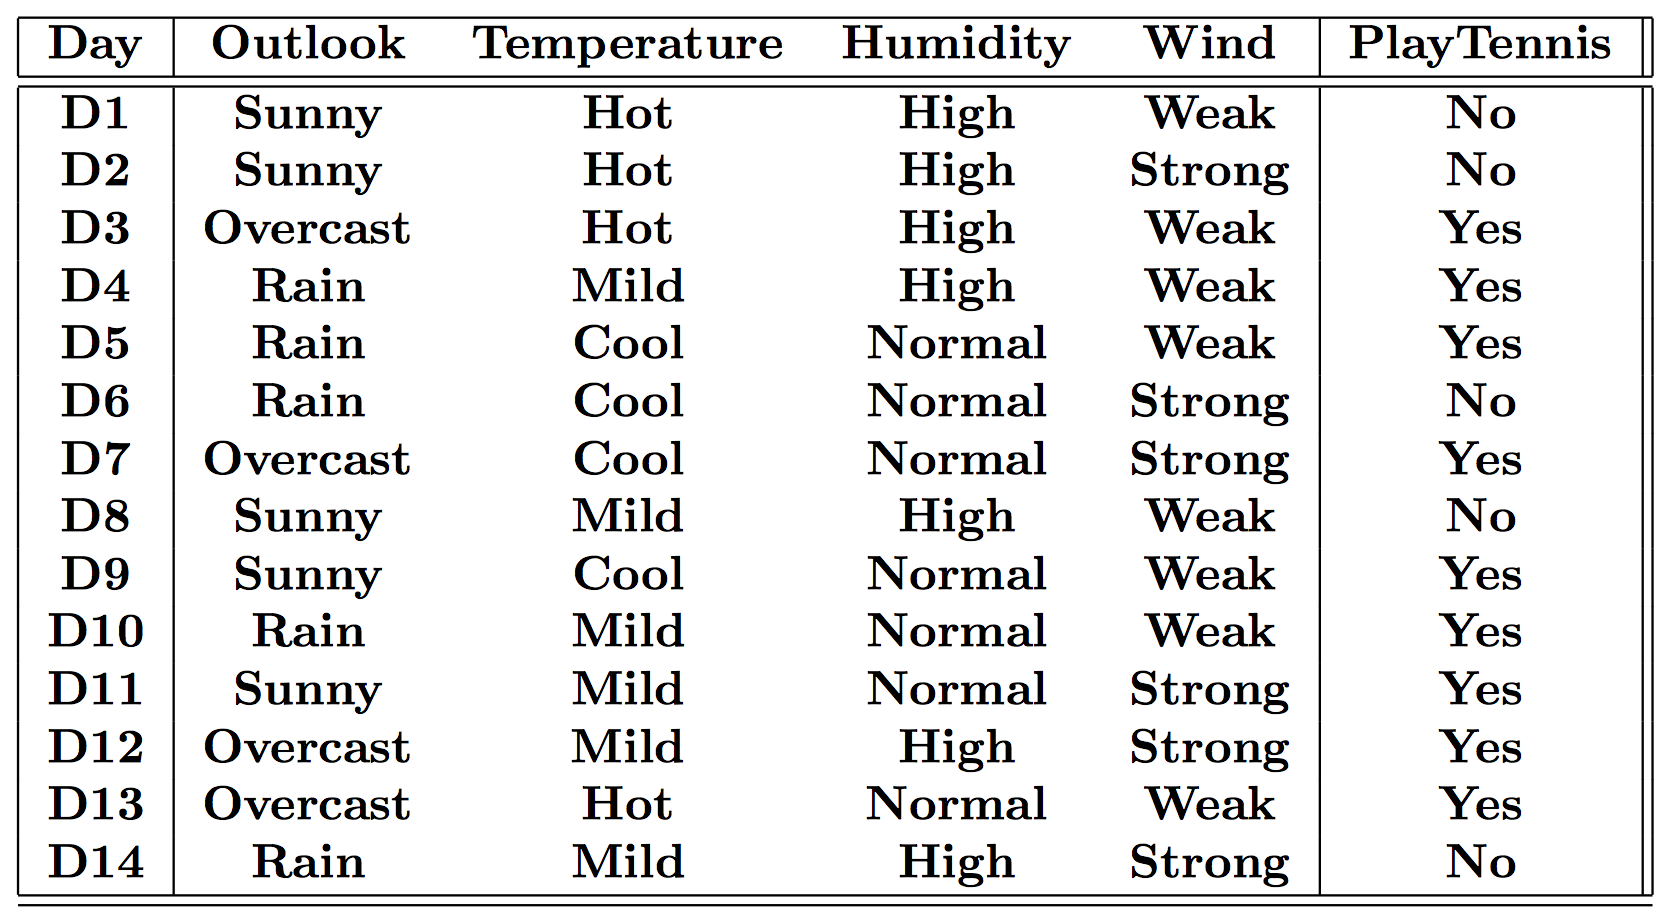 Day Outlook Temperature Humidity Wind PlayTennis
D1 Sunny Hot High Weak No
D2 Sunny Hot High Strong No
D3 Overcast Hot High Weak Yes
D4 Rain Mild High Weak Yes
D5 Rain Cool Normal Weak Yes
D6 Rain Cool Normal Strong No
D7 Overcast Cool Normal Strong Yes
D8 Sunny Mild High Weak No
D9 Sunny Cool Normal Weak Yes
D10 Rain Mild Normal Weak Yes
D11 Sunny Mild Normal Strong Yes
D12 Overcast Mild High Strong Yes
D13 Overcast Hot Normal Weak Yes
D14 Rain Mild High Strong No